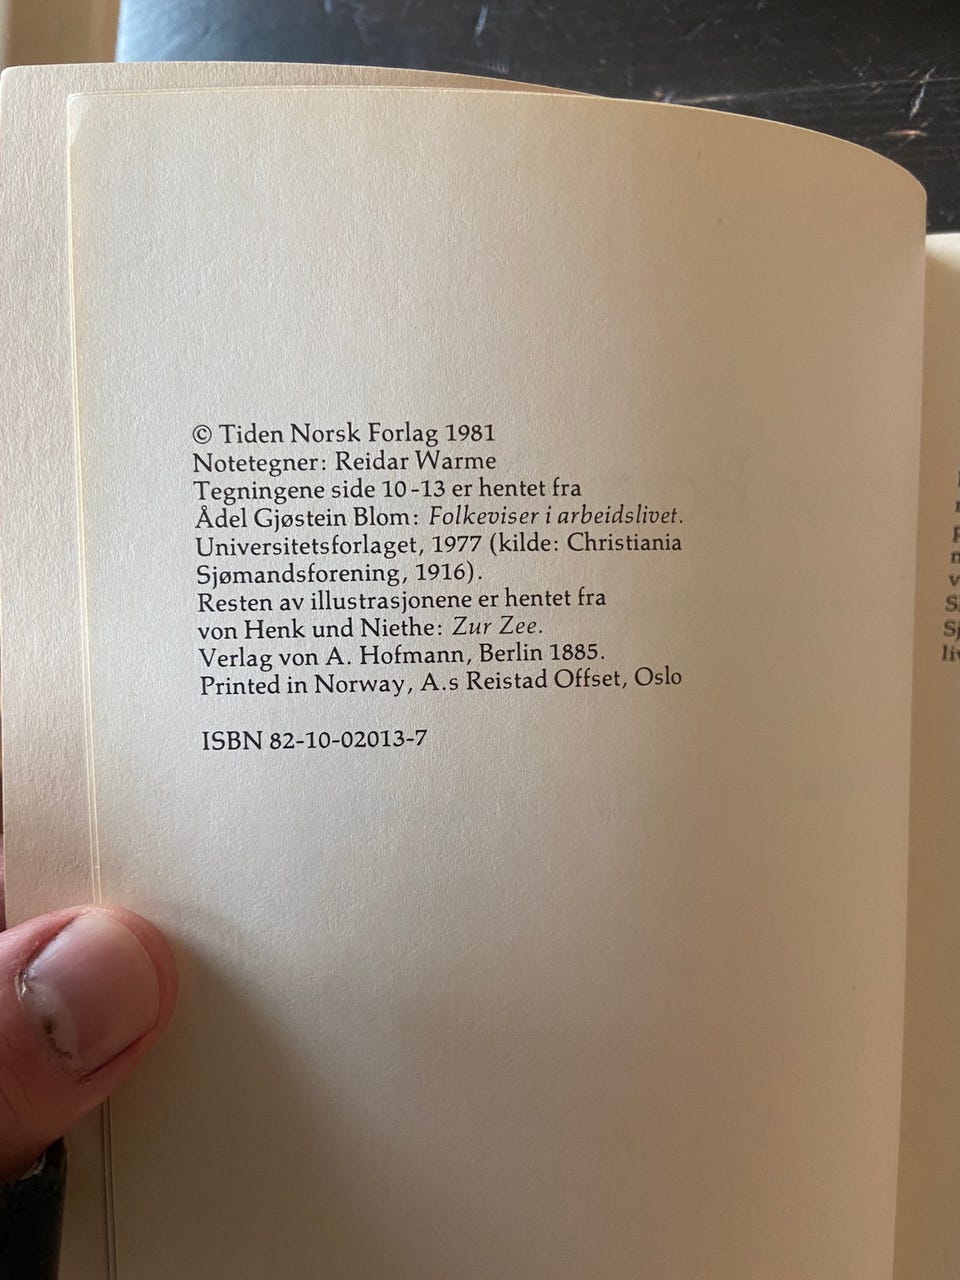 © Tiden Norsk Forlag 1981
Notetegner: Reidar Warme
Tegningene side 10-13 er hentet fra
Ådel Gjøstein Blom: Folkeviser i arbeidslivet.
Universitetsforlaget, 1977 (kilde: Christiania
Sjømandsforening, 1916).
Resten av illustrasjonene er hentet fra
von Henk und Niethe: Zur Zee.
Verlag von A. Hofmann, Berlin 1885.
Printed in Norway, A.s Reistad Offset, Oslo
ISBN 82-10-02013-7